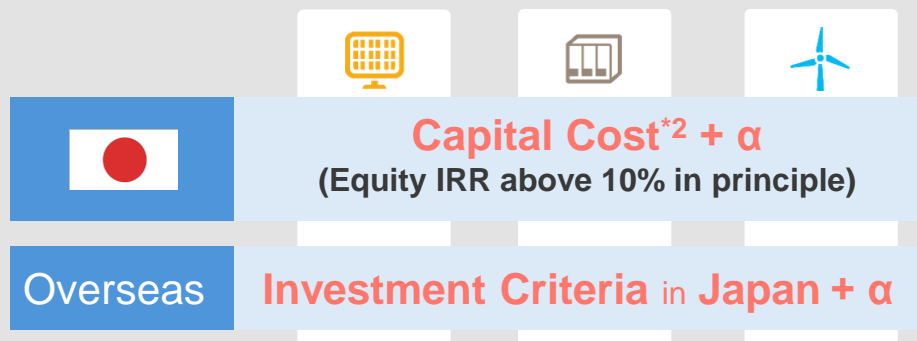 Capital Cost*2 + α
(Equity IRR above 10% in principle)
Overseas Investment Criteria in Japan + α